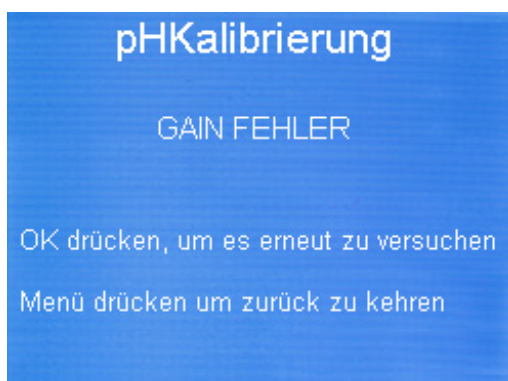 pHKalibrierung
GAIN FEHLER
OK drücken, um es erneut zu versuchen
Menü drücken um zurück zu kehren